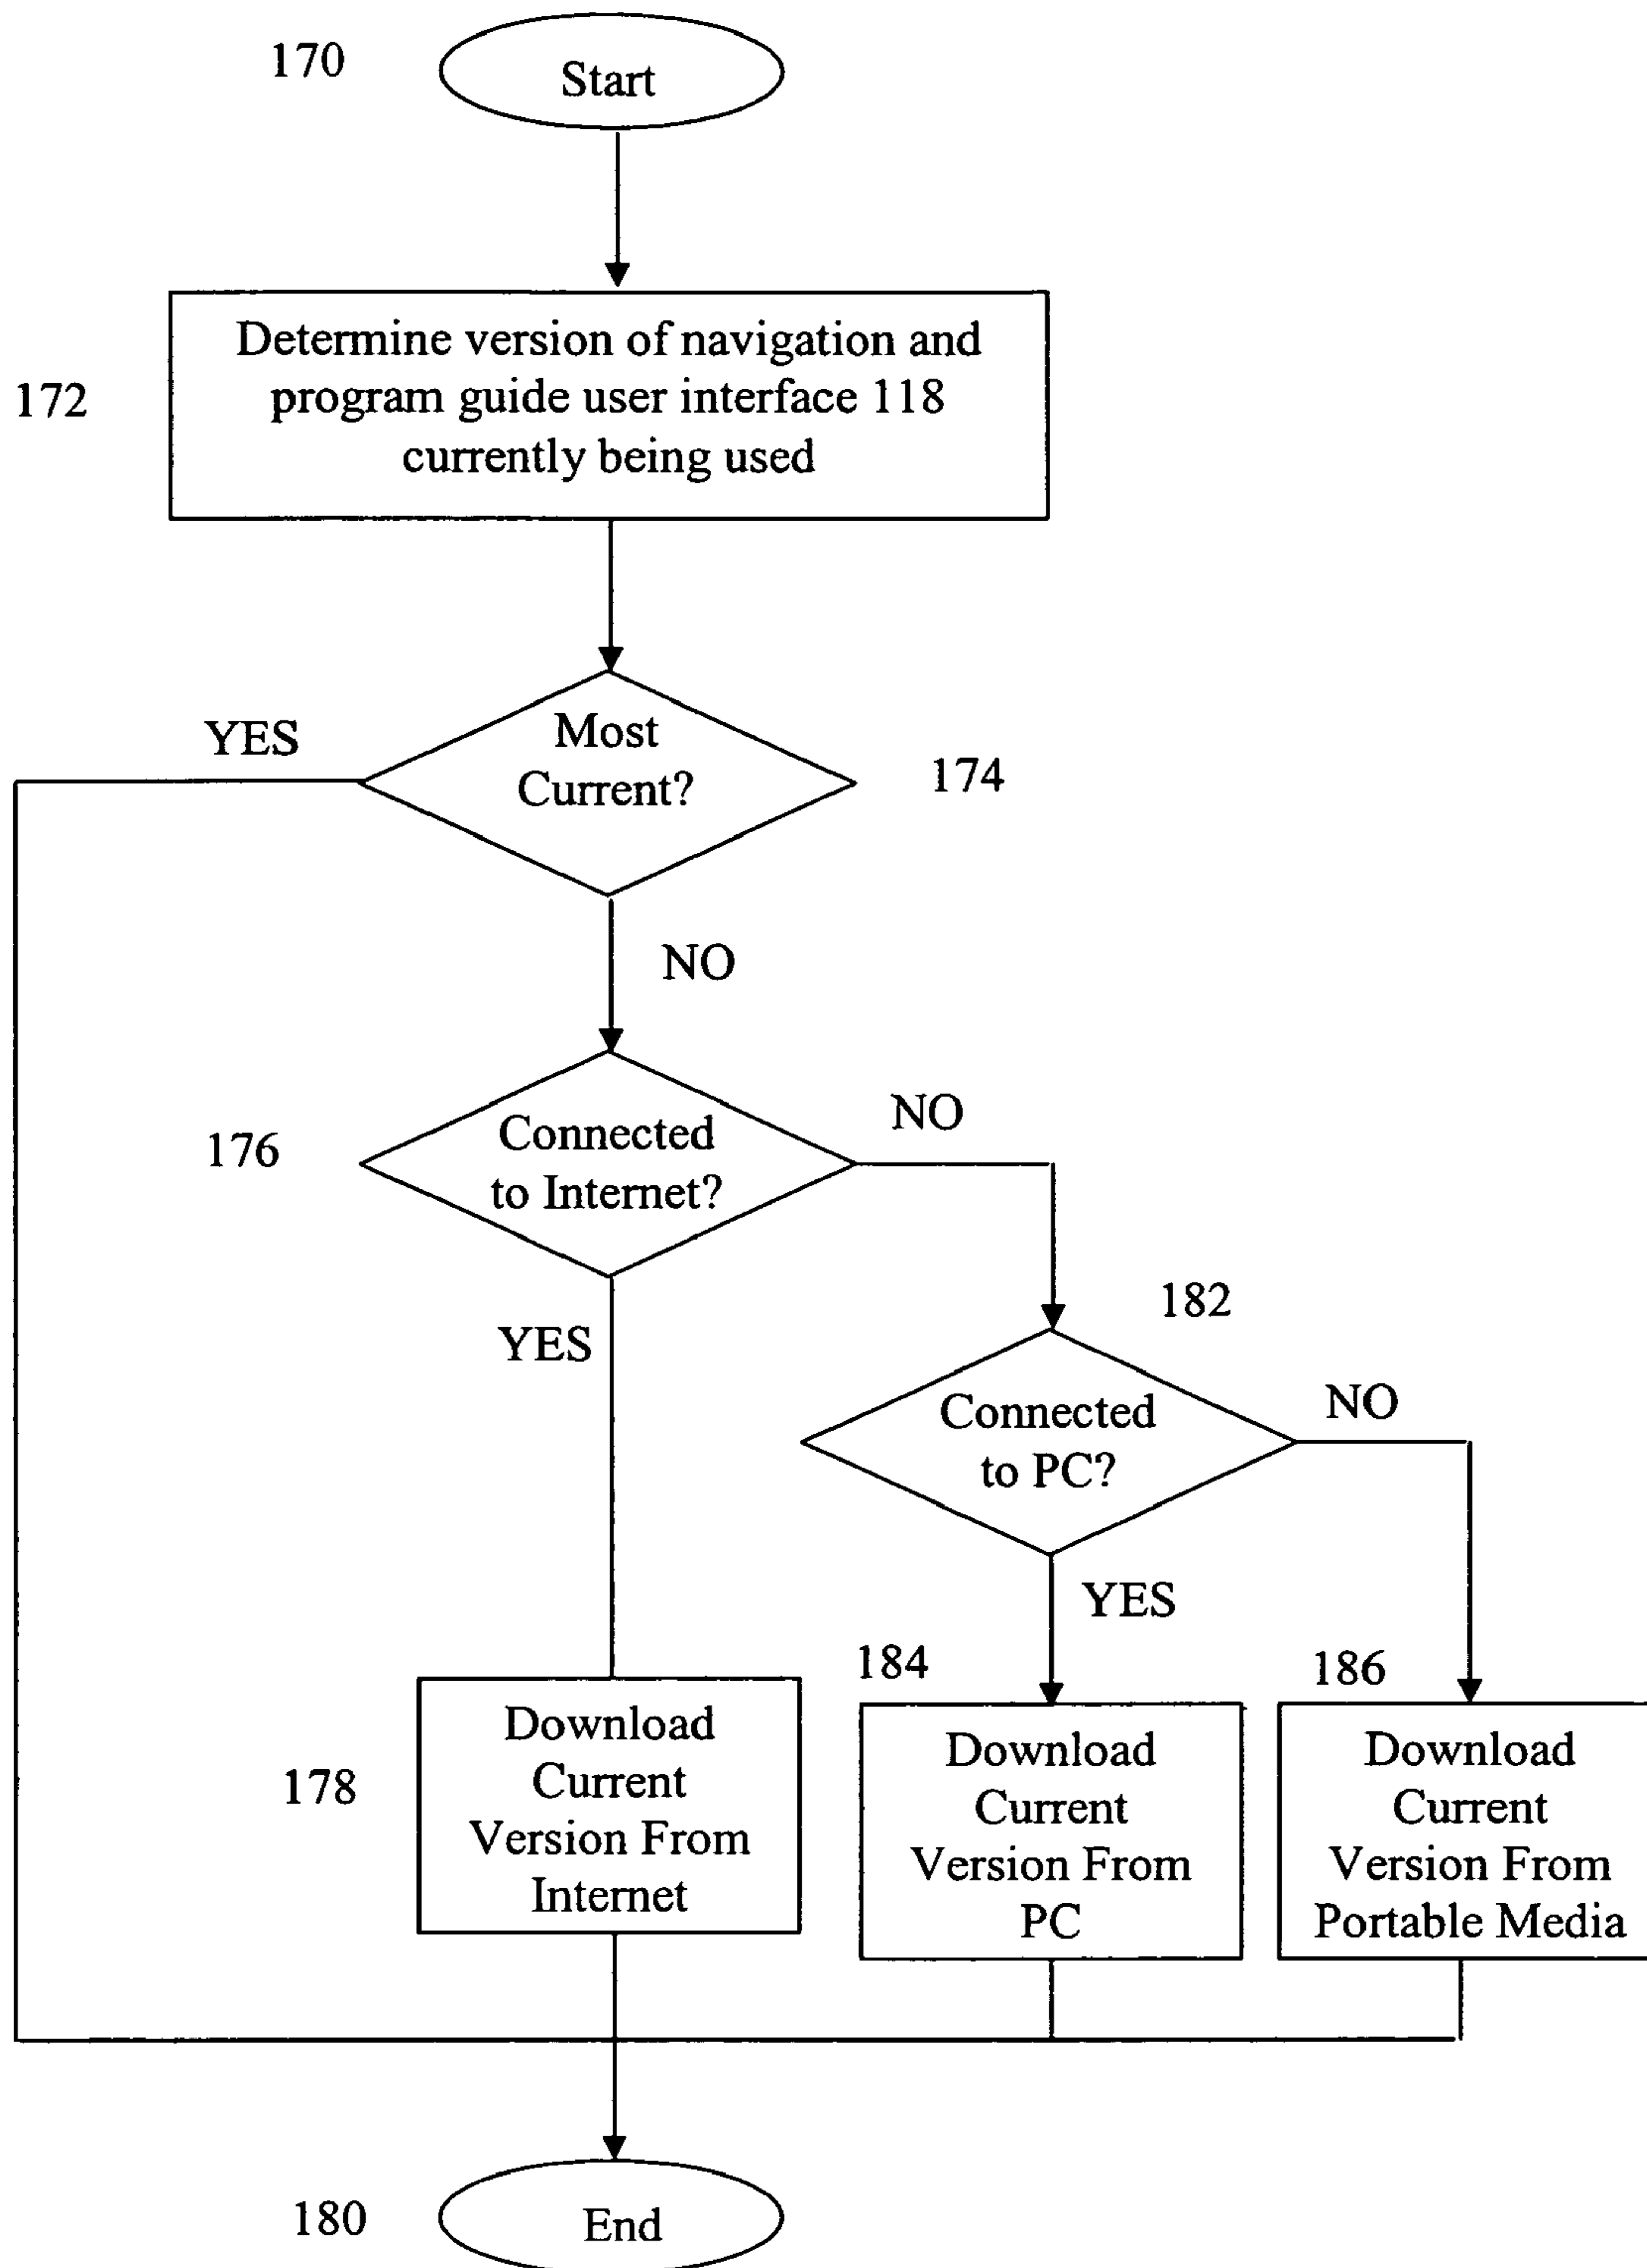 170
Start
172
Determine version of navigation and
program guide user interface 118
currently being used
YES
Most
Current?
174
NO
176
Connected
to Internet?
NO
YES
182
Connected
to PC?
NO
YES
178
Download
Current
Version From
Internet
184
Download
Current
Version From
PC
186
Download
Current
Version From
Portable Media
180
End